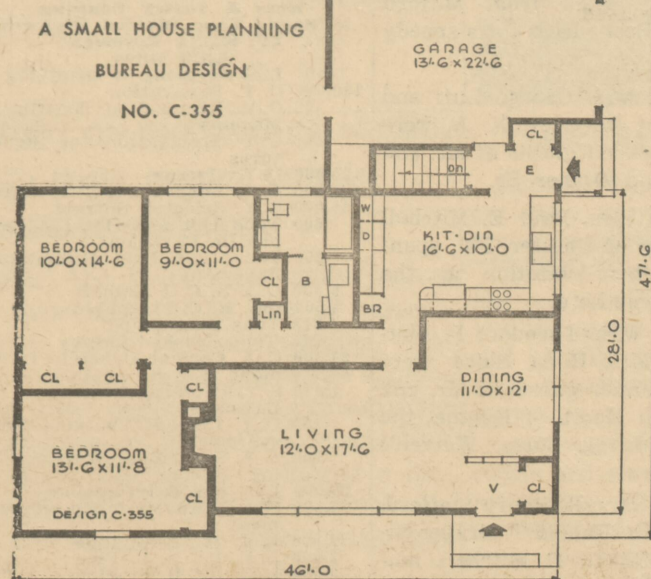 A SMALL HOUSE PLANNING
BUREAU DESIGN
NO. C-355
GARAGE
13'-6 x 22'-6
CL
Dn
E
W
D
KIT-DIN
16'-6 x 10'-0
BEDROOM
10'-0 x 14'-6
BEDROOM
9'-0 x 11'-0
CL
B
LIN
BR
47'-6
28'-0
CL
CL
CL
DINING
11'-0 x 12'
LIVING
12'-0 x 17'-6
BEDROOM
13'-6 x 11'-8
CL
V
CL
DESIGN C-355
46'-0